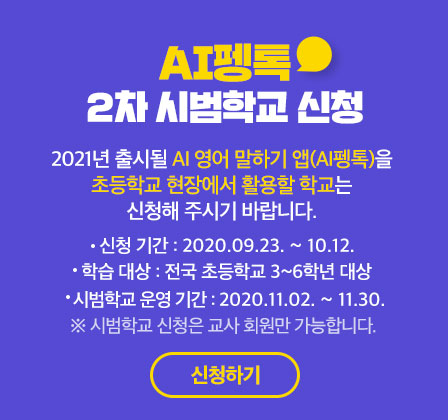 AI펭톡
2차 시범학교 신청
2021년 출시될 AI 영어 말하기 앱(AI펭톡)을
초등학교 현장에서 활용할 학교는
신청해 주시기 바랍니다.
• 신청 기간 : 2020.09.23. ~ 10.12.
• 학습 대상 : 전국 초등학교 3~6학년 대상
• 시범학교 운영 기간 : 2020.11.02. ~ 11.30.
※ 시범학교 신청은 교사 회원만 가능합니다.
신청하기